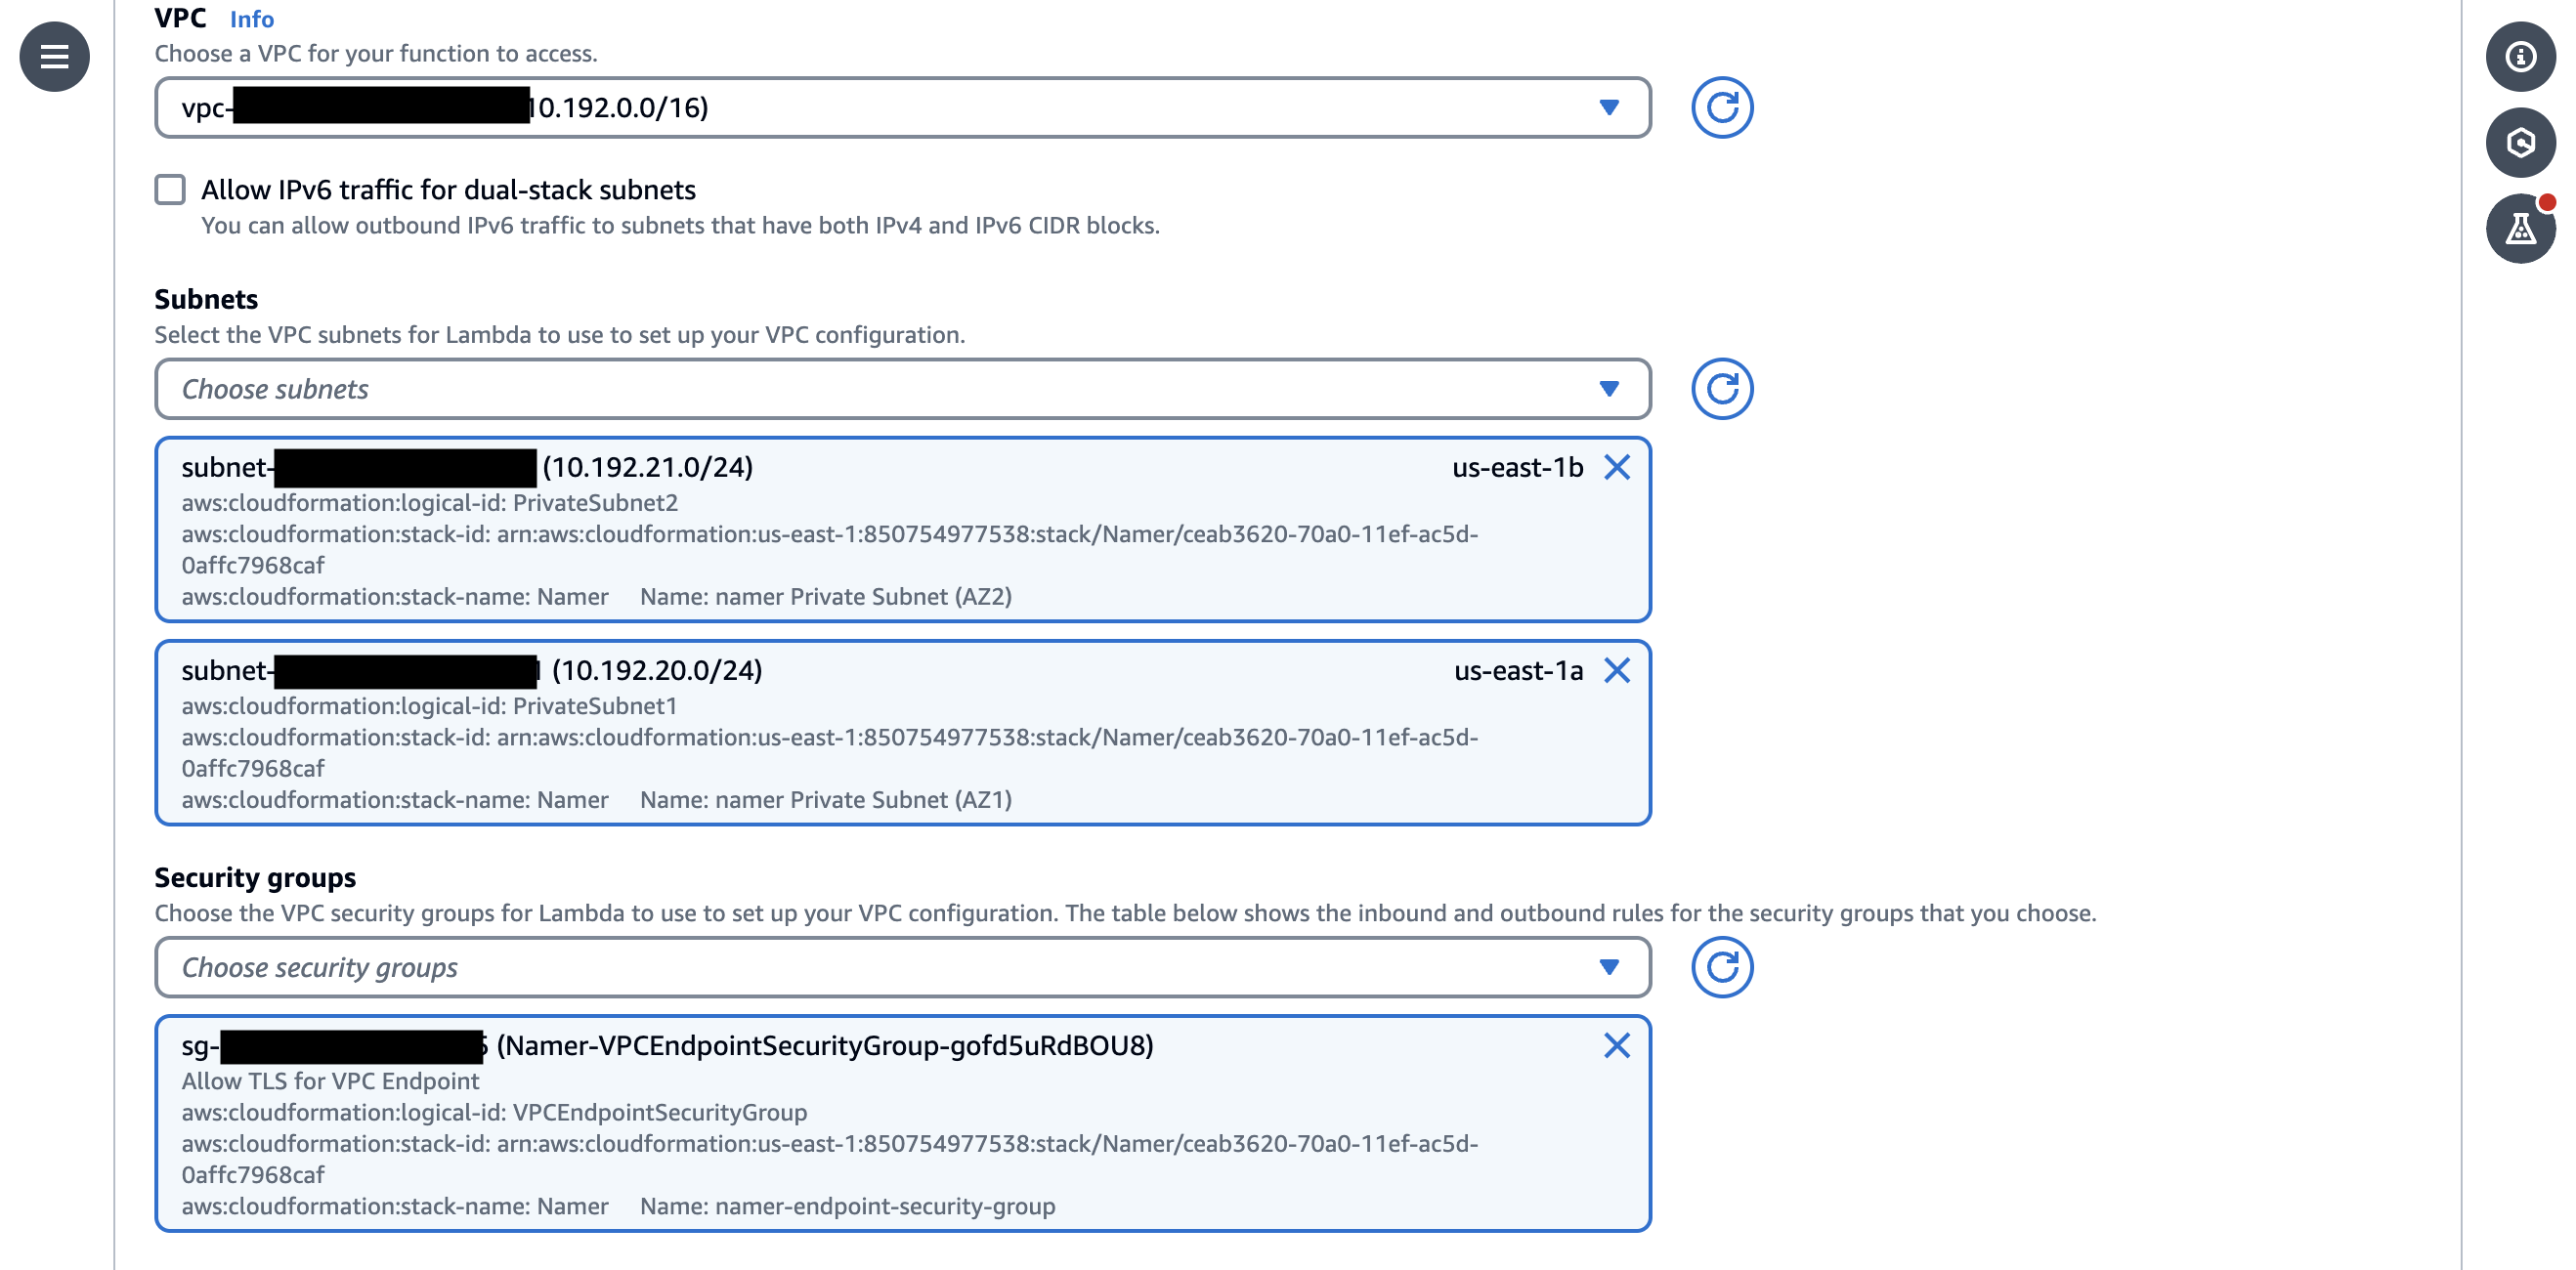 VPC Info
Choose a VPC for your function to access.
vpc- 10.192.0.0/16)
Allow IPv6 traffic for dual-stack subnets
You can allow outbound IPv6 traffic to subnets that have both IPv4 and IPv6 CIDR blocks.
Subnets
Select the VPC subnets for Lambda to use to set up your VPC configuration.
Choose subnets
subnet- (10.192.21.0/24) us-east-1b
aws:cloudformation:logical-id: PrivateSubnet2
aws:cloudformation:stack-id: arn:aws:cloudformation:us-east-1:850754977538:stack/Namer/ceab3620-70a0-11ef-ac5d-
0affc7968caf
aws:cloudformation:stack-name: Namer Name: namer Private Subnet (AZ2)
subnet- (10.192.20.0/24) us-east-1a
aws:cloudformation:logical-id: PrivateSubnet1
aws:cloudformation:stack-id: arn:aws:cloudformation:us-east-1:850754977538:stack/Namer/ceab3620-70a0-11ef-ac5d-
0affc7968caf
aws:cloudformation:stack-name: Namer Name: namer Private Subnet (AZ1)
Security groups
Choose the VPC security groups for Lambda to use to set up your VPC configuration. The table below shows the inbound and outbound rules for the security groups that you choose.
Choose security groups
sg- (Namer-VPCEndpointSecurityGroup-gofd5uRdBOU8)
Allow TLS for VPC Endpoint
aws:cloudformation:logical-id: VPCEndpointSecurityGroup
aws:cloudformation:stack-id: arn:aws:cloudformation:us-east-1:850754977538:stack/Namer/ceab3620-70a0-11ef-ac5d-
0affc7968caf
aws:cloudformation:stack-name: Namer Name: namer-endpoint-security-group